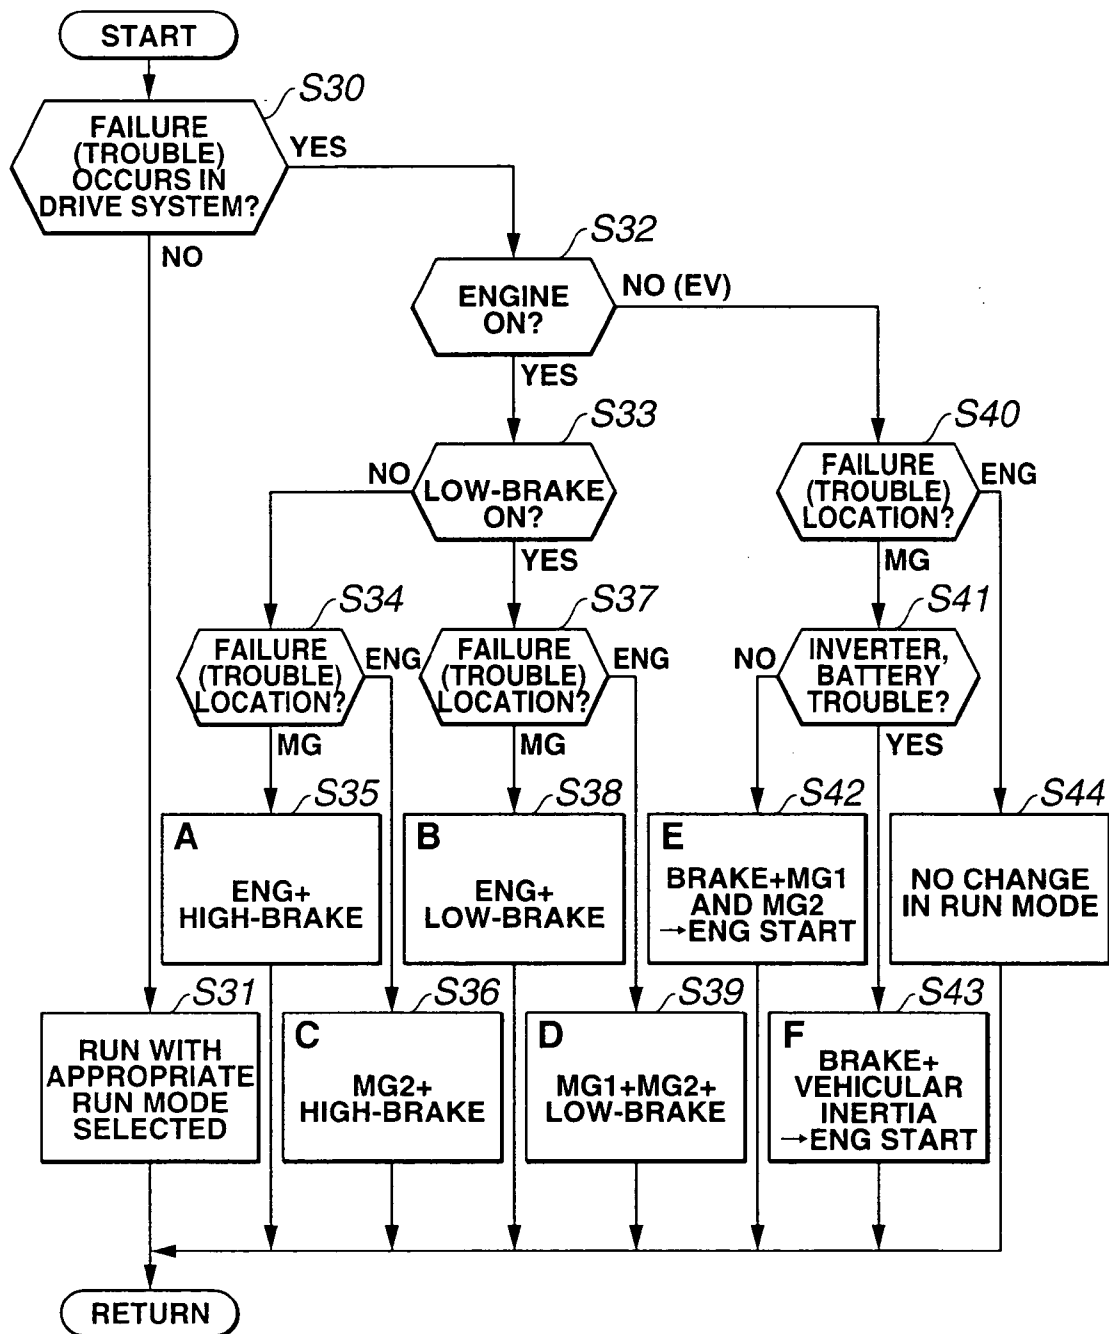 START
S30
FAILURE
(TROUBLE)
OCCURS IN
DRIVE SYSTEM?
YES
NO
S32
ENGINE
ON?
NO (EV)
YES
S33
LOW-BRAKE
ON?
NO
YES
S40
FAILURE
(TROUBLE)
LOCATION?
ENG
MG
S34
FAILURE
(TROUBLE)
LOCATION?
ENG
MG
S37
FAILURE
(TROUBLE)
LOCATION?
ENG
MG
S41
INVERTER,
BATTERY
TROUBLE?
NO
YES
S35
A
ENG+
HIGH-BRAKE
S38
B
ENG+
LOW-BRAKE
S42
E
BRAKE+MG1
AND MG2
→ENG START
S44
NO CHANGE
IN RUN MODE
S31
RUN WITH
APPROPRIATE
RUN MODE
SELECTED
S36
C
MG2+
HIGH-BRAKE
S39
D
MG1+MG2+
LOW-BRAKE
S43
F
BRAKE+
VEHICULAR
INERTIA
→ENG START
RETURN